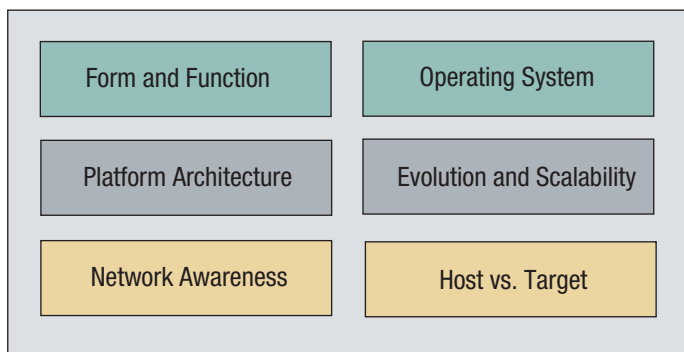 Form and Function
Operating System
Platform Architecture
Evolution and Scalability
Network Awareness
Host vs. Target